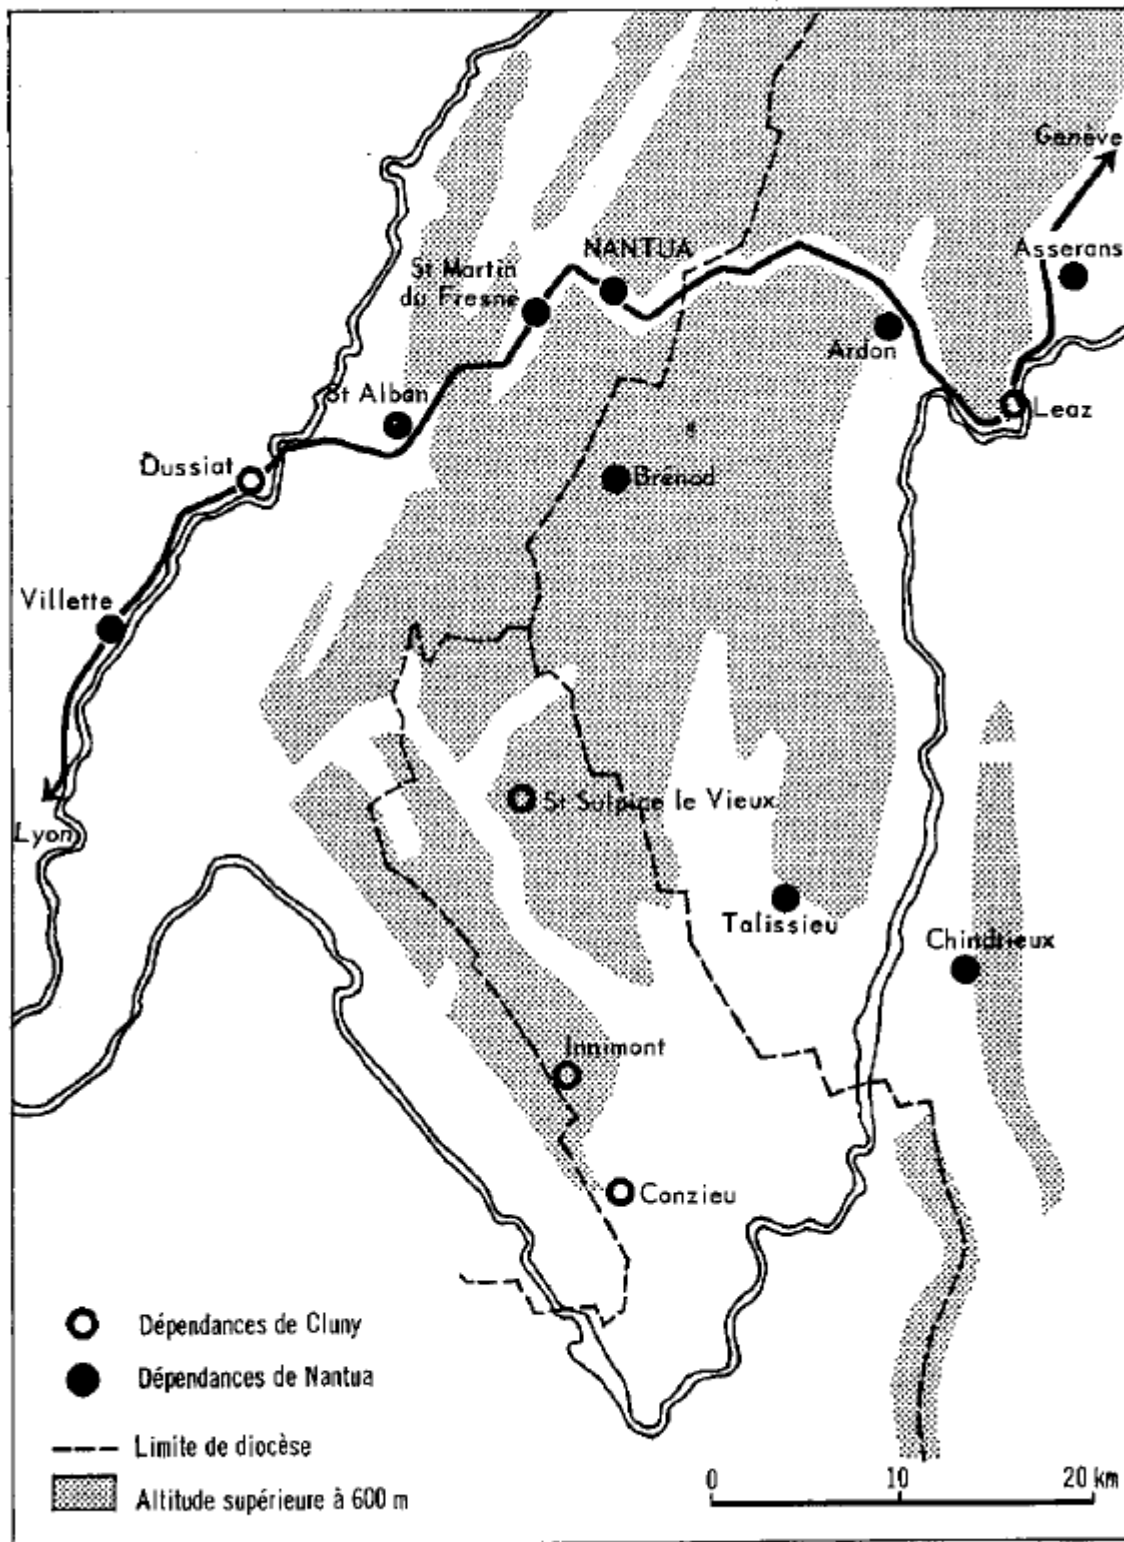 Genève
NANTUA
Asserans
St Martin
du Fresne
Ardon
St Alban
Leaz
Dussiat
Brénod
Villette
St Sulpice le Vieux
Lyon
Talissieu
Chindrieux
Innimont
Conzieu
Dépendances de Cluny
Dépendances de Nantua
Limite de diocèse
Altitude supérieure à 600 m
0 10 20 km